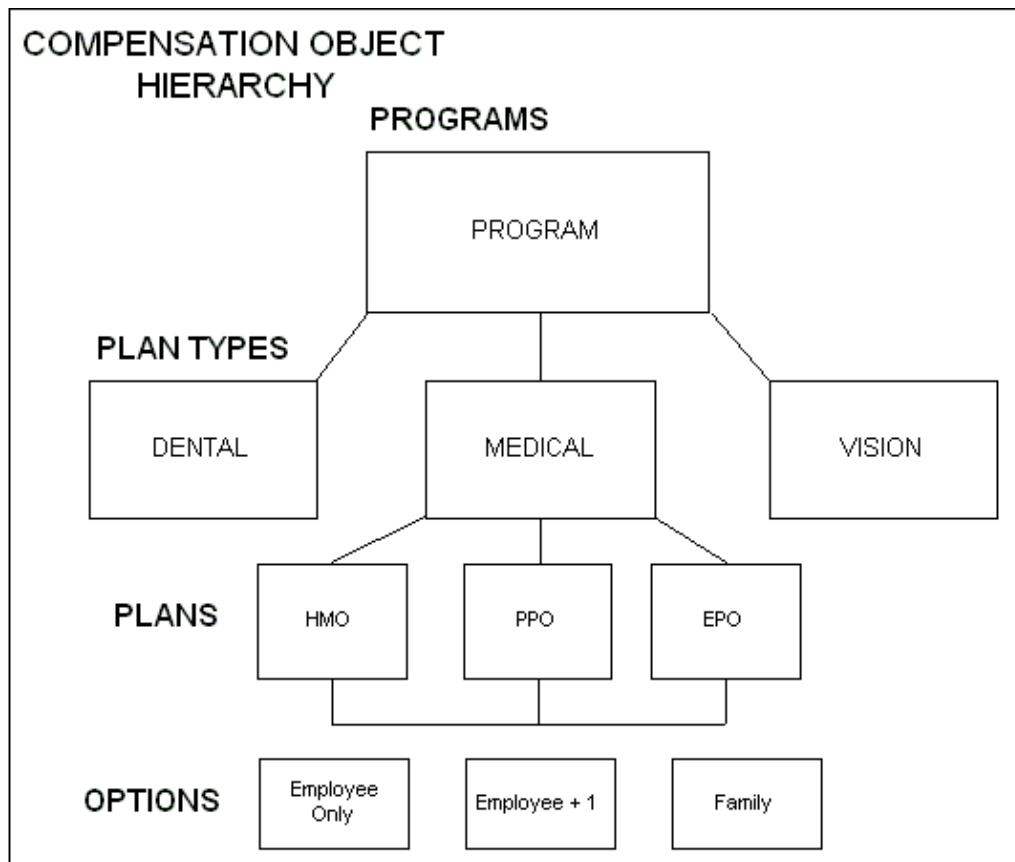 COMPENSATION OBJECT
HIERARCHY
PROGRAMS
PROGRAM
PLAN TYPES
DENTAL
MEDICAL
VISION
PLANS
HMO
PPO
EPO
OPTIONS
Employee
Only
Employee + 1
Family